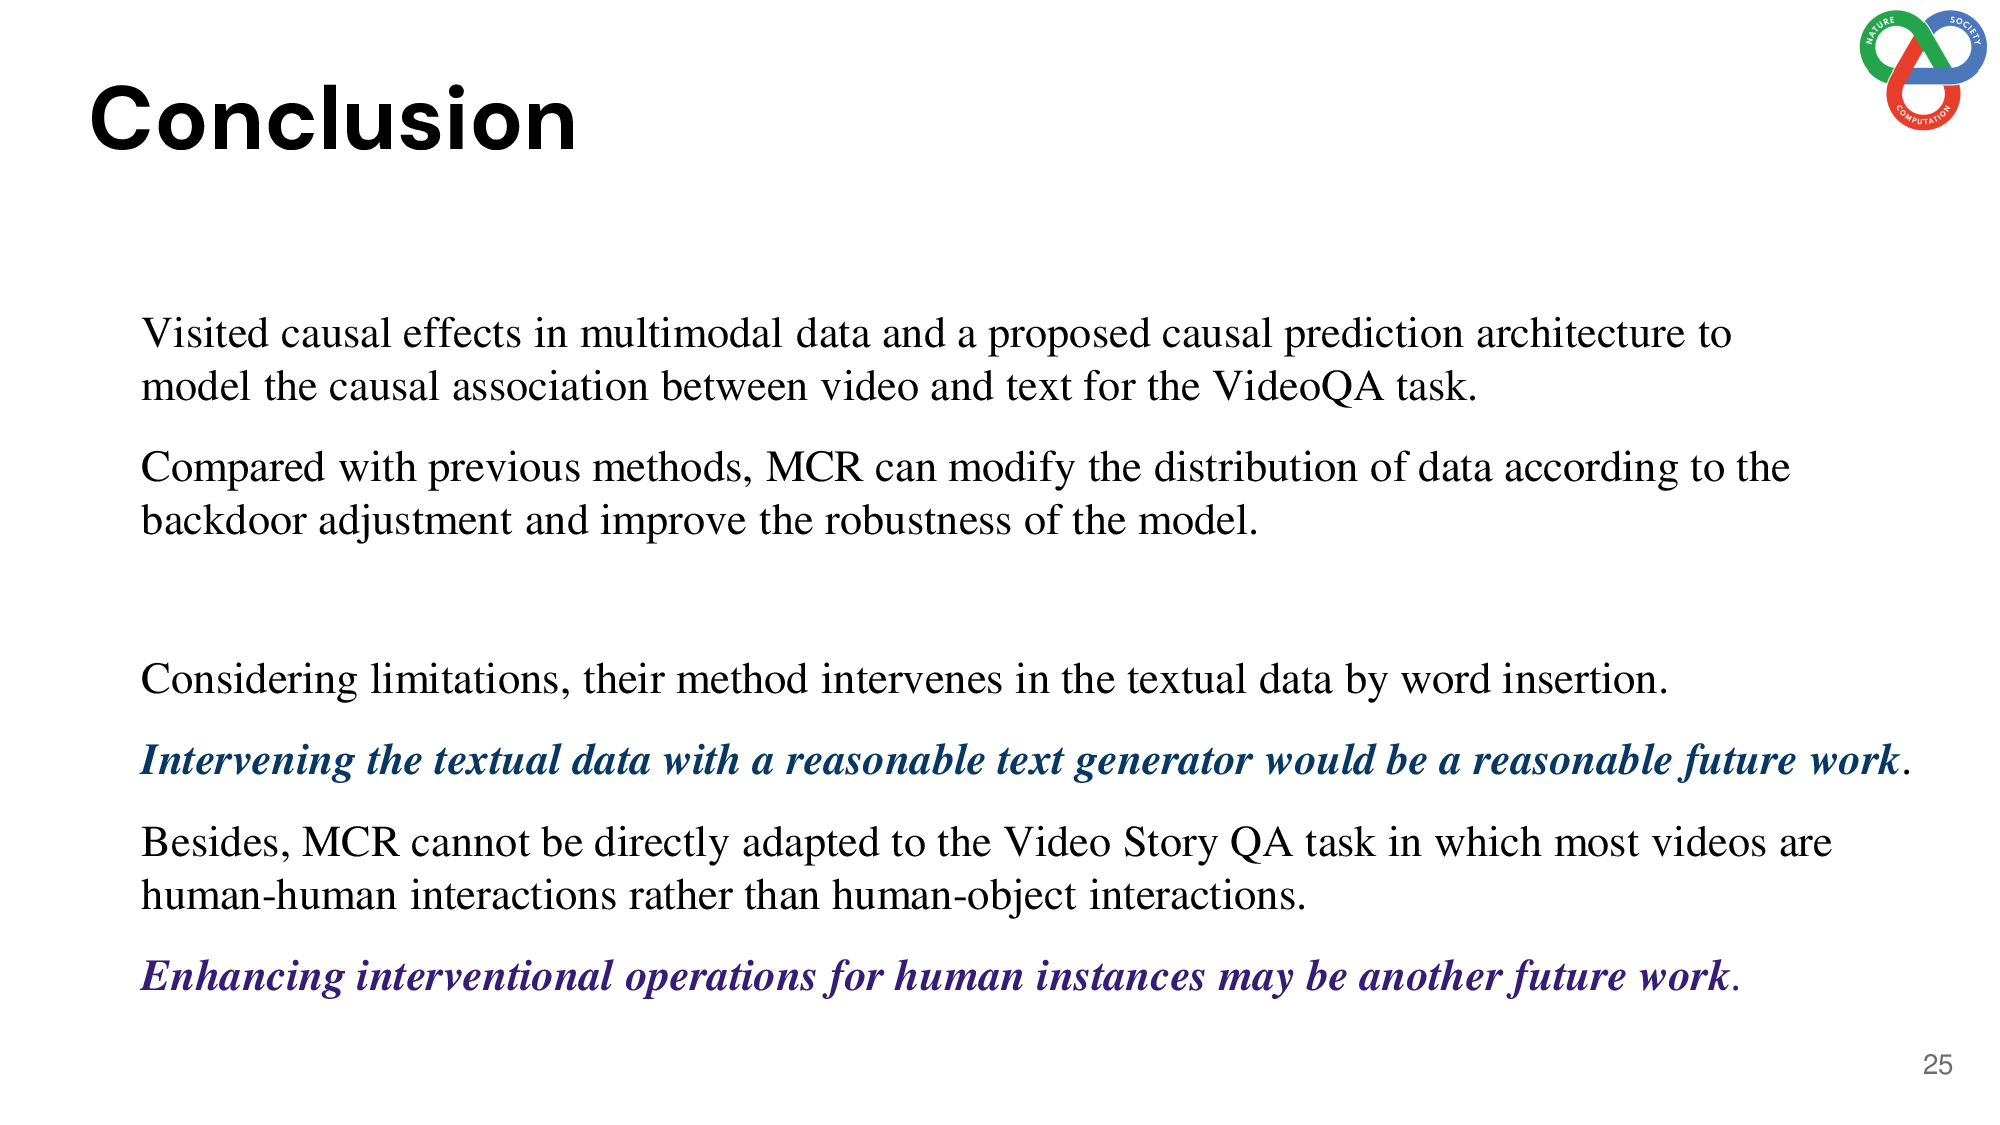 NATURE
SOCIETY
COMPUTATION
Conclusion
Visited causal effects in multimodal data and a proposed causal prediction architecture to
model the causal association between video and text for the VideoQA task.
Compared with previous methods, MCR can modify the distribution of data according to the
backdoor adjustment and improve the robustness of the model.
Considering limitations, their method intervenes in the textual data by word insertion.
Intervening the textual data with a reasonable text generator would be a reasonable future work.
Besides, MCR cannot be directly adapted to the Video Story QA task in which most videos are
human-human interactions rather than human-object interactions.
Enhancing interventional operations for human instances may be another future work.
25